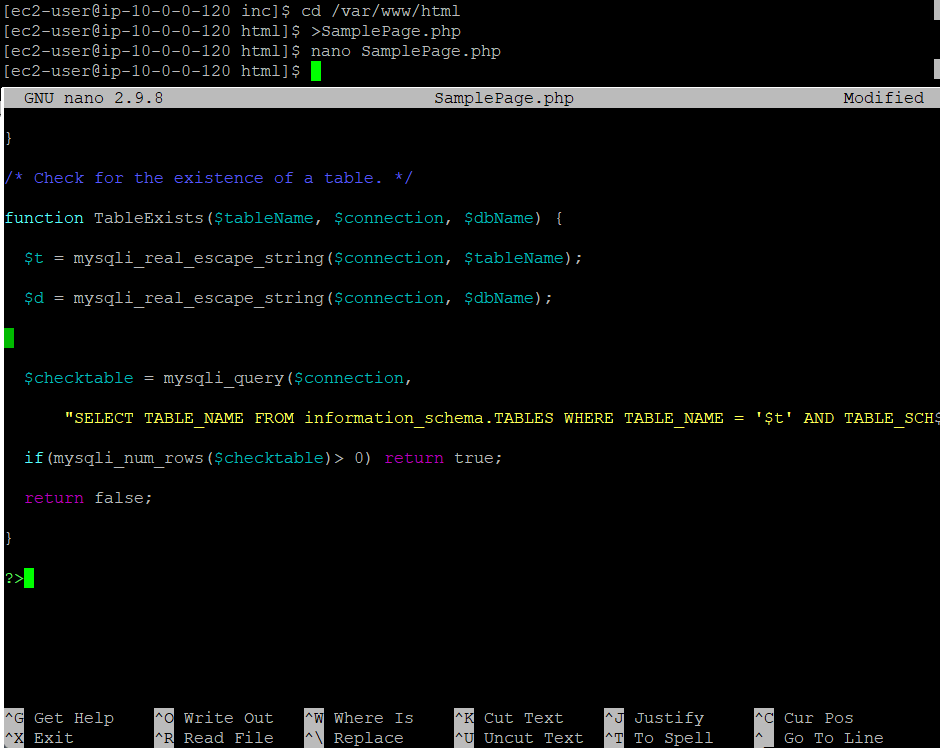 [ec2-user@ip-10-0-0-120 inc]$ cd /var/www/html
[ec2-user@ip-10-0-0-120 html]$ >SamplePage.php
[ec2-user@ip-10-0-0-120 html]$ nano SamplePage.php
[ec2-user@ip-10-0-0-120 html]$
GNU nano 2.9.8 SamplePage.php Modified
}
/* Check for the existence of a table. */
function TableExists($tableName, $connection, $dbName) {
$t = mysqli_real_escape_string($connection, $tableName);
$d = mysqli_real_escape_string($connection, $dbName);
$checktable = mysqli_query($connection,
"SELECT TABLE_NAME FROM information_schema.TABLES WHERE TABLE_NAME = '$t' AND TABLE_SCH$
if(mysqli_num_rows($checktable)> 0) return true;
return false;
}
?>
^G Get Help ^O Write Out ^W Where Is ^K Cut Text ^J Justify ^C Cur Pos
^X Exit ^R Read File ^\ Replace ^U Uncut Text ^T To Spell ^_ Go To Line